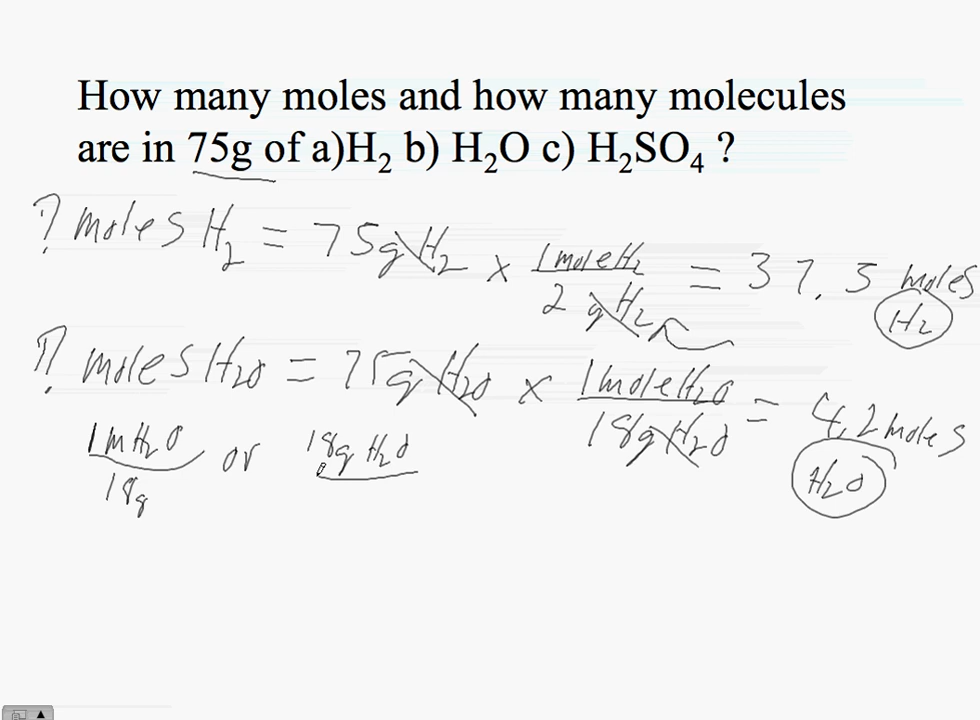 How many moles and how many molecules
are in 75g of a)H₂ b) H₂O c) H₂SO₄ ?
? moles H₂ = 75g H₂ x 1 mole H₂ / 2 g H₂ = 37.5 moles H₂
? moles H₂O = 75g H₂O x 1 mole H₂O / 18g H₂O = 4.2 moles H₂O
1 m H₂O / 18g or 18g H₂O